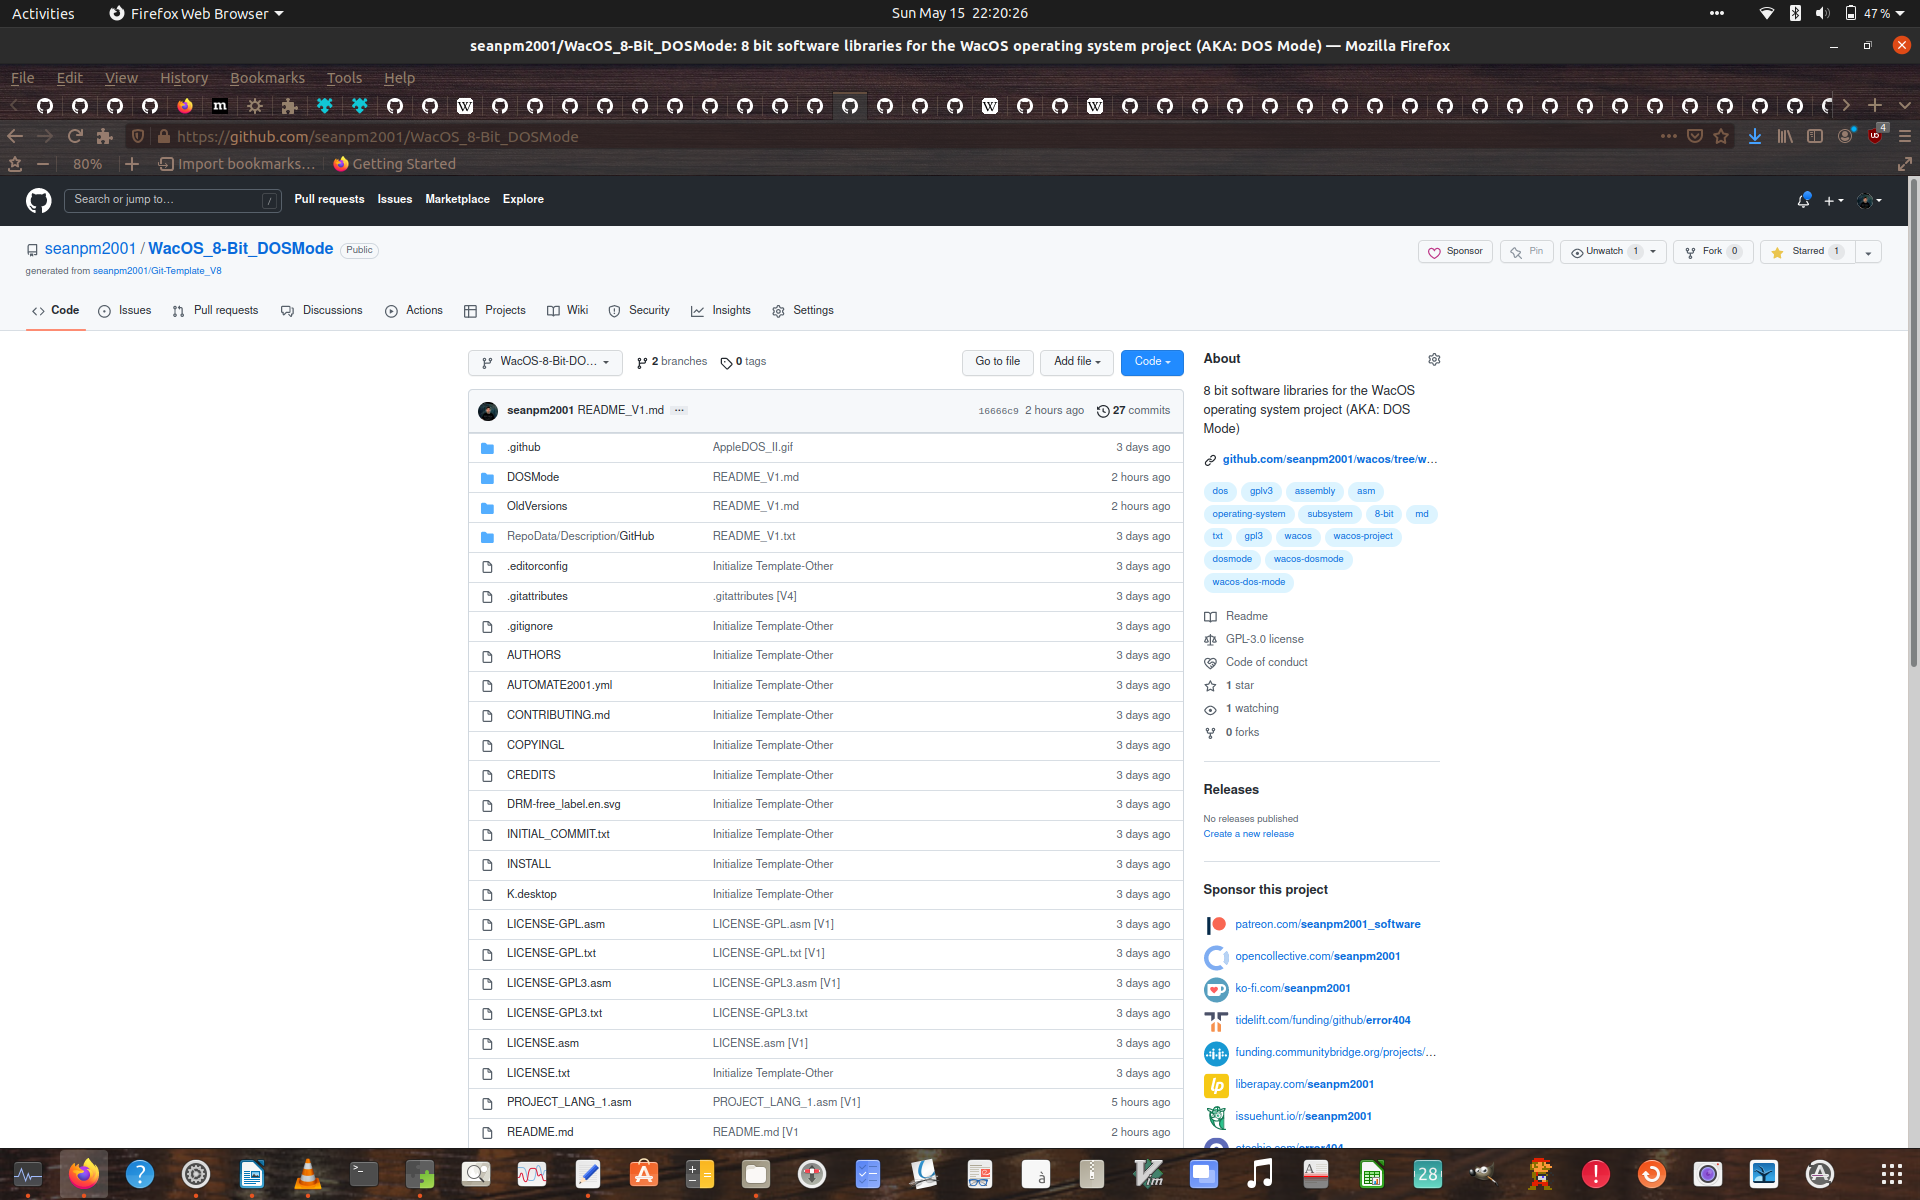 Activities Firefox Web Browser Sun May 15 22:20:26 47 %
seanpm2001/WacOS_8-Bit_DOSMode: 8 bit software libraries for the WacOS operating system project (AKA: DOS Mode) — Mozilla Firefox
File Edit View History Bookmarks Tools Help
https://github.com/seanpm2001/WacOS_8-Bit_DOSMode 4
80% Import bookmarks... Getting Started
Search or jump to... / Pull requests Issues Marketplace Explore
seanpm2001 / WacOS_8-Bit_DOSMode Public
generated from seanpm2001/Git-Template_V8
Sponsor Pin Unwatch 1 Fork 0 Starred 1
Code Issues Pull requests Discussions Actions Projects Wiki Security Insights Settings
WacOS-8-Bit-DO... 2 branches 0 tags Go to file Add file Code
seanpm2001 README_V1.md ... 16666c9 2 hours ago 27 commits
.github AppleDOS_II.gif 3 days ago
DOSMode README_V1.md 2 hours ago
OldVersions README_V1.md 2 hours ago
RepoData/Description/GitHub README_V1.txt 3 days ago
.editorconfig Initialize Template-Other 3 days ago
.gitattributes .gitattributes [V4] 3 days ago
.gitignore Initialize Template-Other 3 days ago
AUTHORS Initialize Template-Other 3 days ago
AUTOMATE2001.yml Initialize Template-Other 3 days ago
CONTRIBUTING.md Initialize Template-Other 3 days ago
COPYINGL Initialize Template-Other 3 days ago
CREDITS Initialize Template-Other 3 days ago
DRM-free_label.en.svg Initialize Template-Other 3 days ago
INITIAL_COMMIT.txt Initialize Template-Other 3 days ago
INSTALL Initialize Template-Other 3 days ago
K.desktop Initialize Template-Other 3 days ago
LICENSE-GPL.asm LICENSE-GPL.asm [V1] 3 days ago
LICENSE-GPL.txt LICENSE-GPL.txt [V1] 3 days ago
LICENSE-GPL3.asm LICENSE-GPL3.asm [V1] 3 days ago
LICENSE-GPL3.txt LICENSE-GPL3.txt 3 days ago
LICENSE.asm LICENSE.asm [V1] 3 days ago
LICENSE.txt Initialize Template-Other 3 days ago
PROJECT_LANG_1.asm PROJECT_LANG_1.asm [V1] 5 hours ago
README.md README.md [V1 2 hours ago
About
8 bit software libraries for the WacOS
operating system project (AKA: DOS
Mode)
github.com/seanpm2001/wacos/tree/w...
dos gplv3 assembly asm
operating-system subsystem 8-bit md
txt gpl3 wacos wacos-project
dosmode wacos-dosmode
wacos-dos-mode
Readme
GPL-3.0 license
Code of conduct
1 star
1 watching
0 forks
Releases
No releases published
Create a new release
Sponsor this project
patreon.com/seanpm2001_software
opencollective.com/seanpm2001
ko-fi.com/seanpm2001
tidelift.com/funding/github/error404
funding.communitybridge.org/projects/...
liberapay.com/seanpm2001
issuehunt.io/r/seanpm2001
otechie.com/error404
28